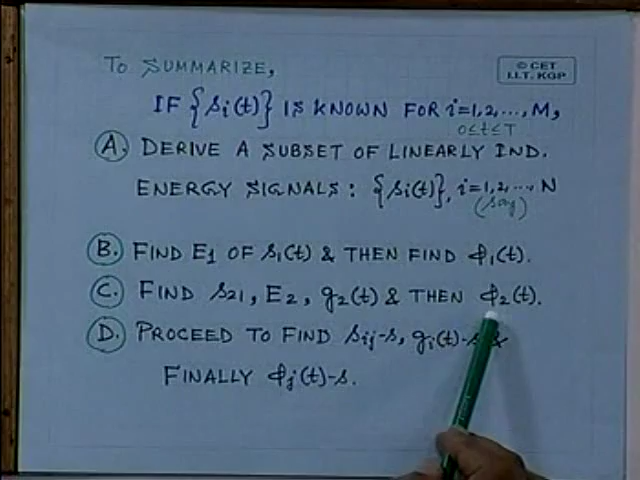 TO SUMMARIZE,
© CET
I.I.T. KGP
IF {si(t)} IS KNOWN FOR i=1,2,...,M,
0≤t≤T
A. DERIVE A SUBSET OF LINEARLY IND.
ENERGY SIGNALS: {si(t)}, i=1,2,...,N
(say)
B. FIND E1 OF s1(t) & THEN FIND φ1(t).
C. FIND s21, E2, g2(t) & THEN φ2(t).
D. PROCEED TO FIND sij-s, gi(t)-s &
FINALLY φj(t)-s.